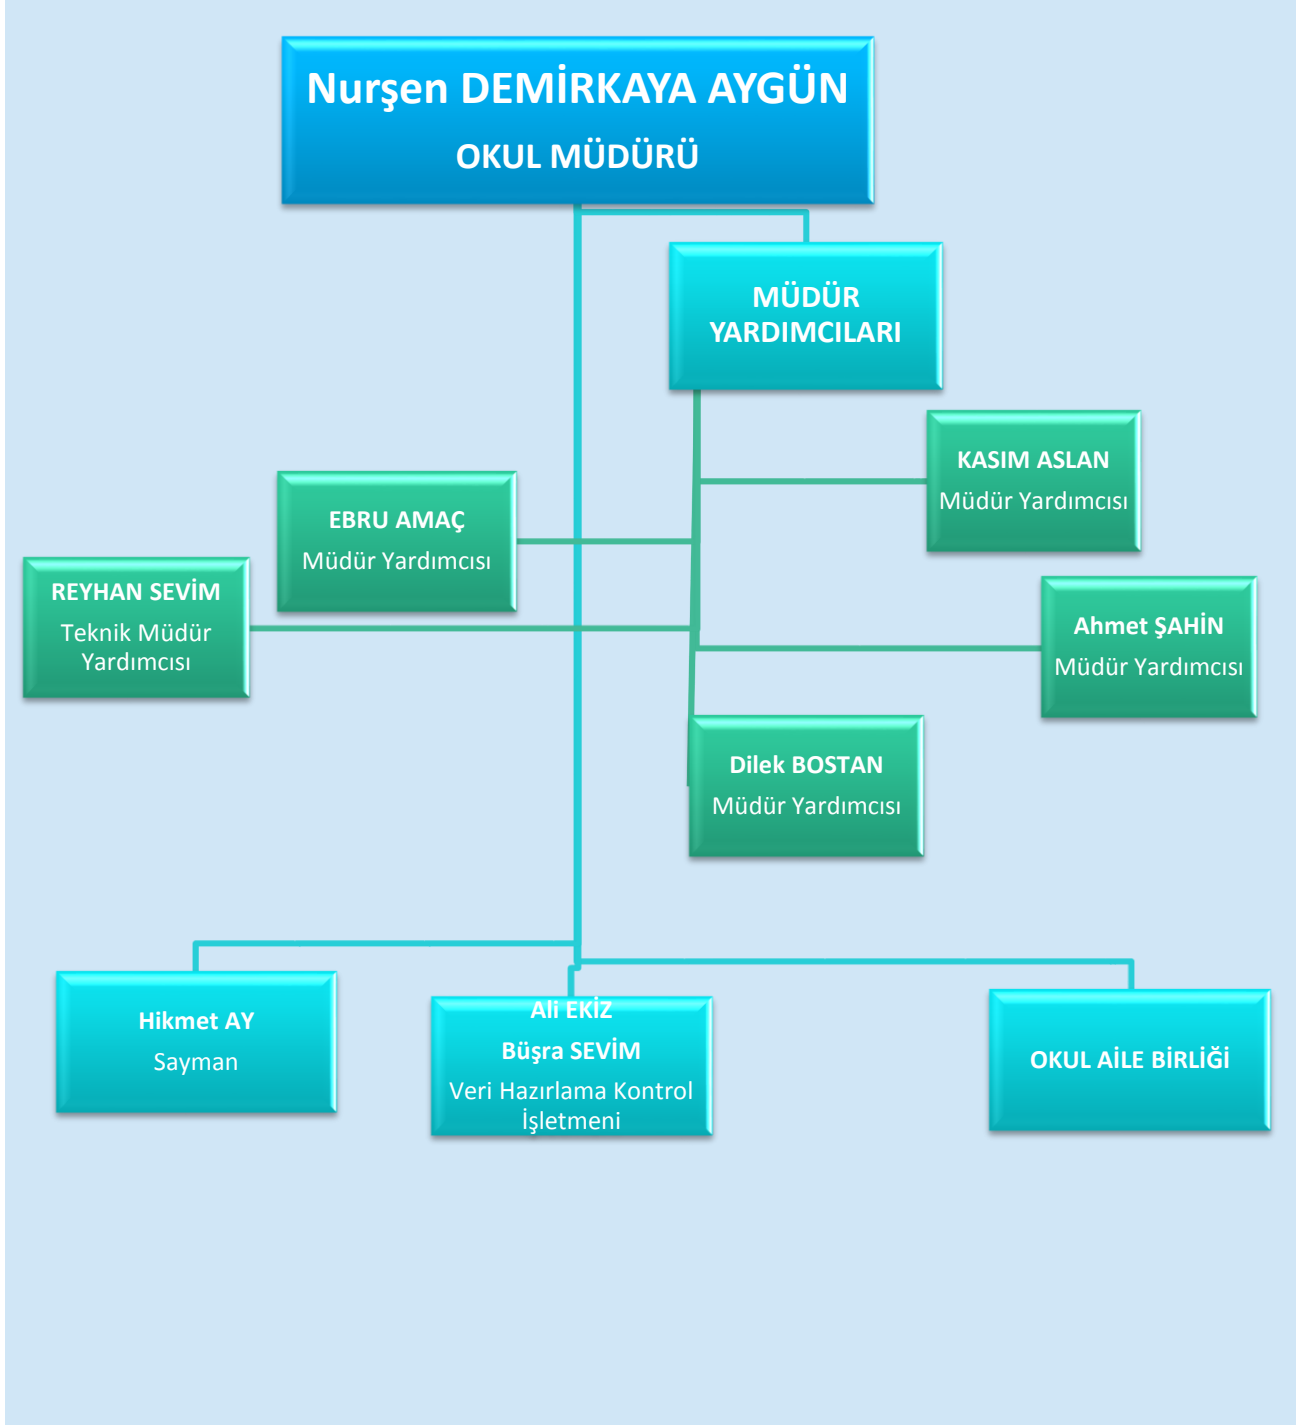 Nurşen DEMİRKAYA AYGÜN
OKUL MÜDÜRÜ
MÜDÜR
YARDIMCILARI
KASIM ASLAN
Müdür Yardımcısı
EBRU AMAÇ
Müdür Yardımcısı
REYHAN SEVİM
Teknik Müdür
Yardımcısı
Ahmet ŞAHİN
Müdür Yardımcısı
Dilek BOSTAN
Müdür Yardımcısı
Hikmet AY
Sayman
Ali EKİZ
Büşra SEVİM
Veri Hazırlama Kontrol
İşletmeni
OKUL AİLE BİRLİĞİ